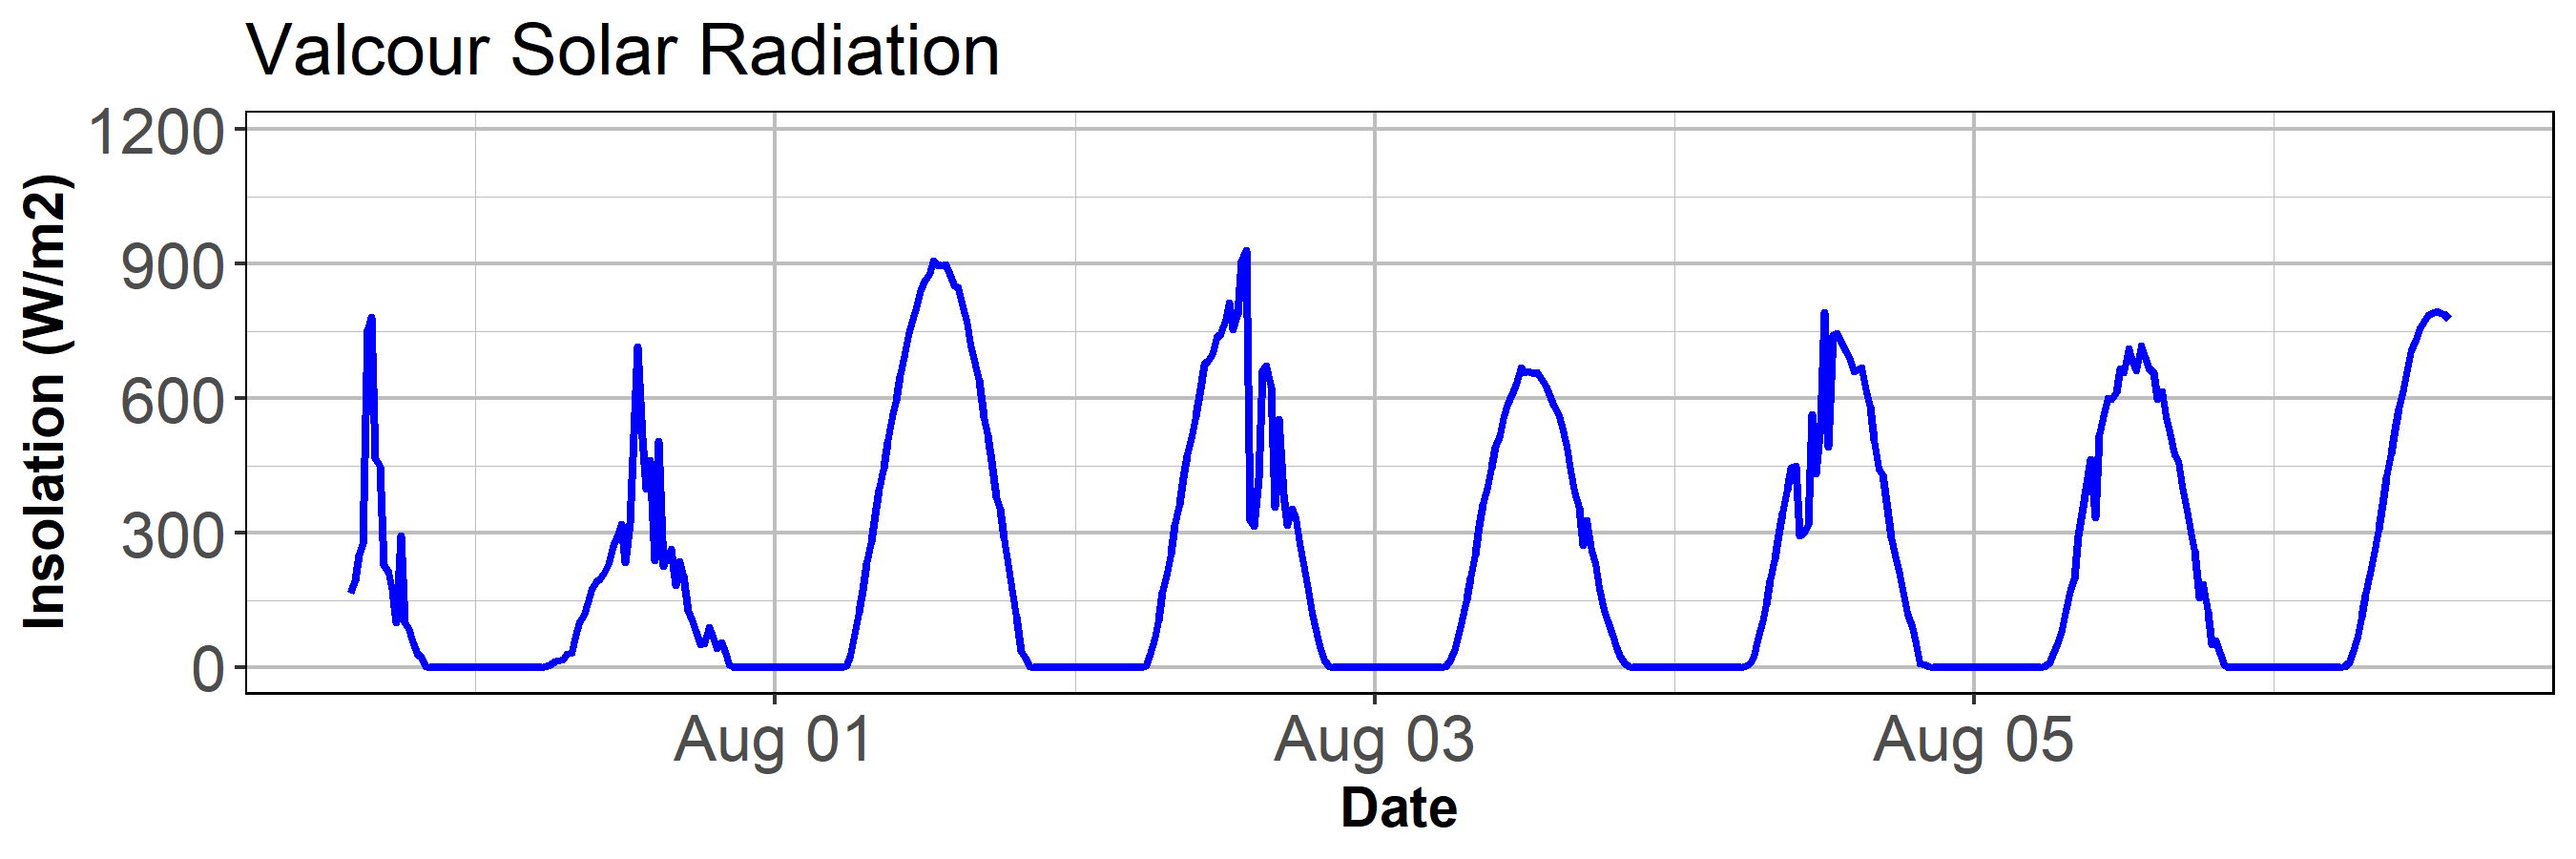 Valcour Solar Radiation
Insolation (W/m2)
1200
900
600
300
0
Aug 01
Aug 03
Aug 05
Date